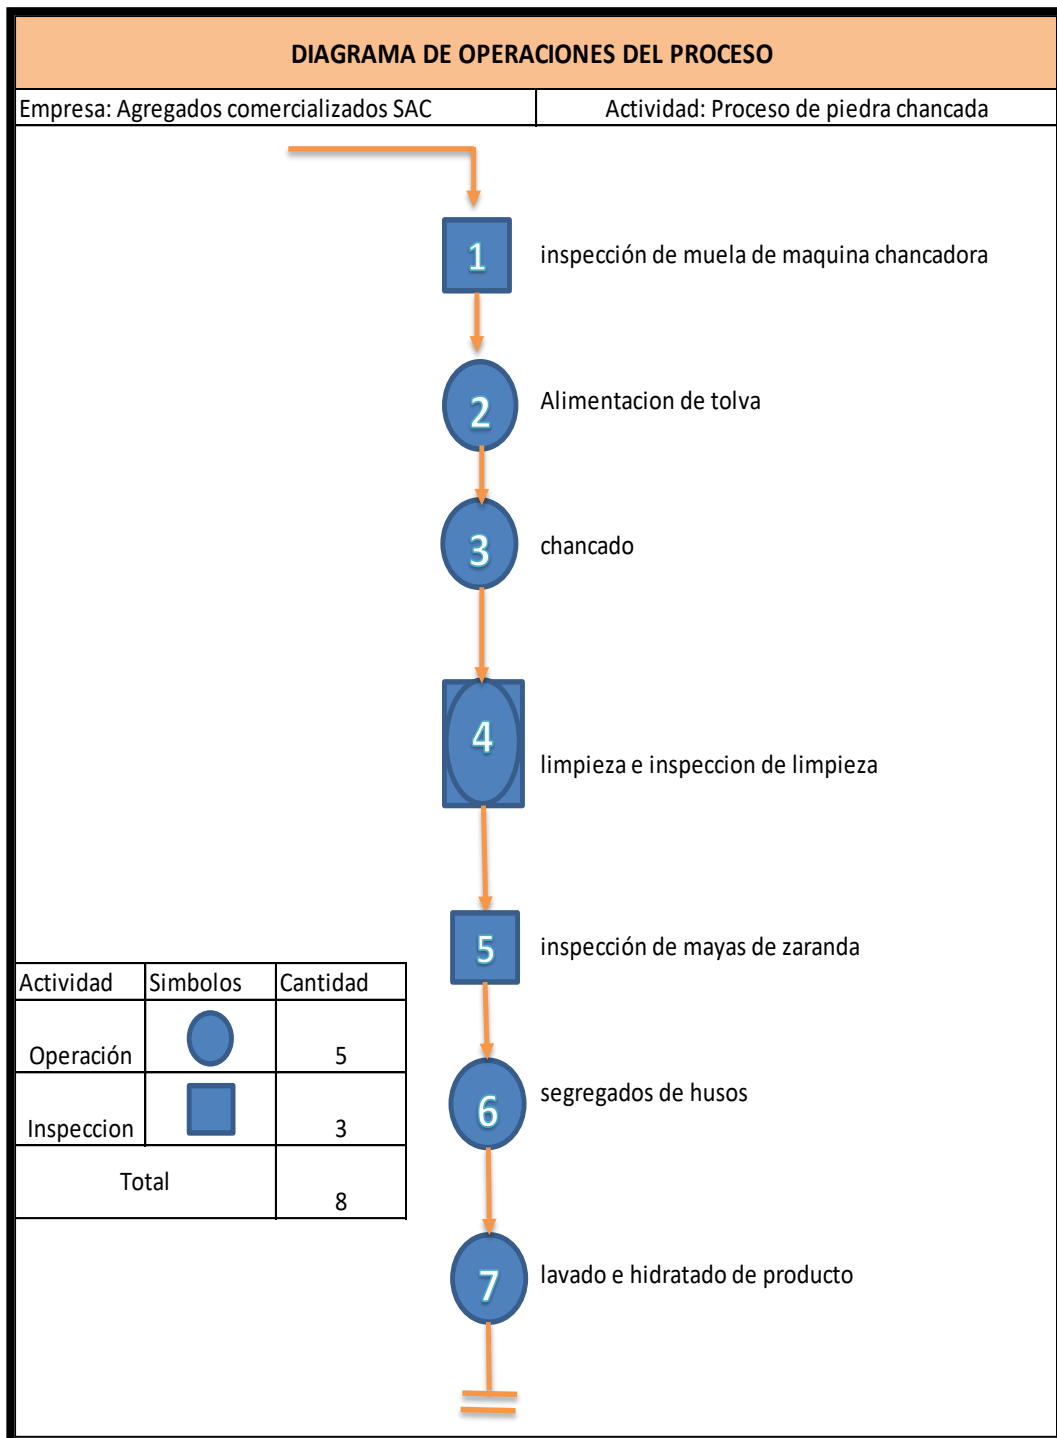 DIAGRAMA DE OPERACIONES DEL PROCESO
Empresa: Agregados comercializados SAC
Actividad: Proceso de piedra chancada
1
inspección de muela de maquina chancadora
2
Alimentacion de tolva
3
chancado
4
limpieza e inspeccion de limpieza
5
inspección de mayas de zaranda
Actividad Simbolos Cantidad
Operación 5
Inspeccion 3
Total 8
6
segregados de husos
7
lavado e hidratado de producto